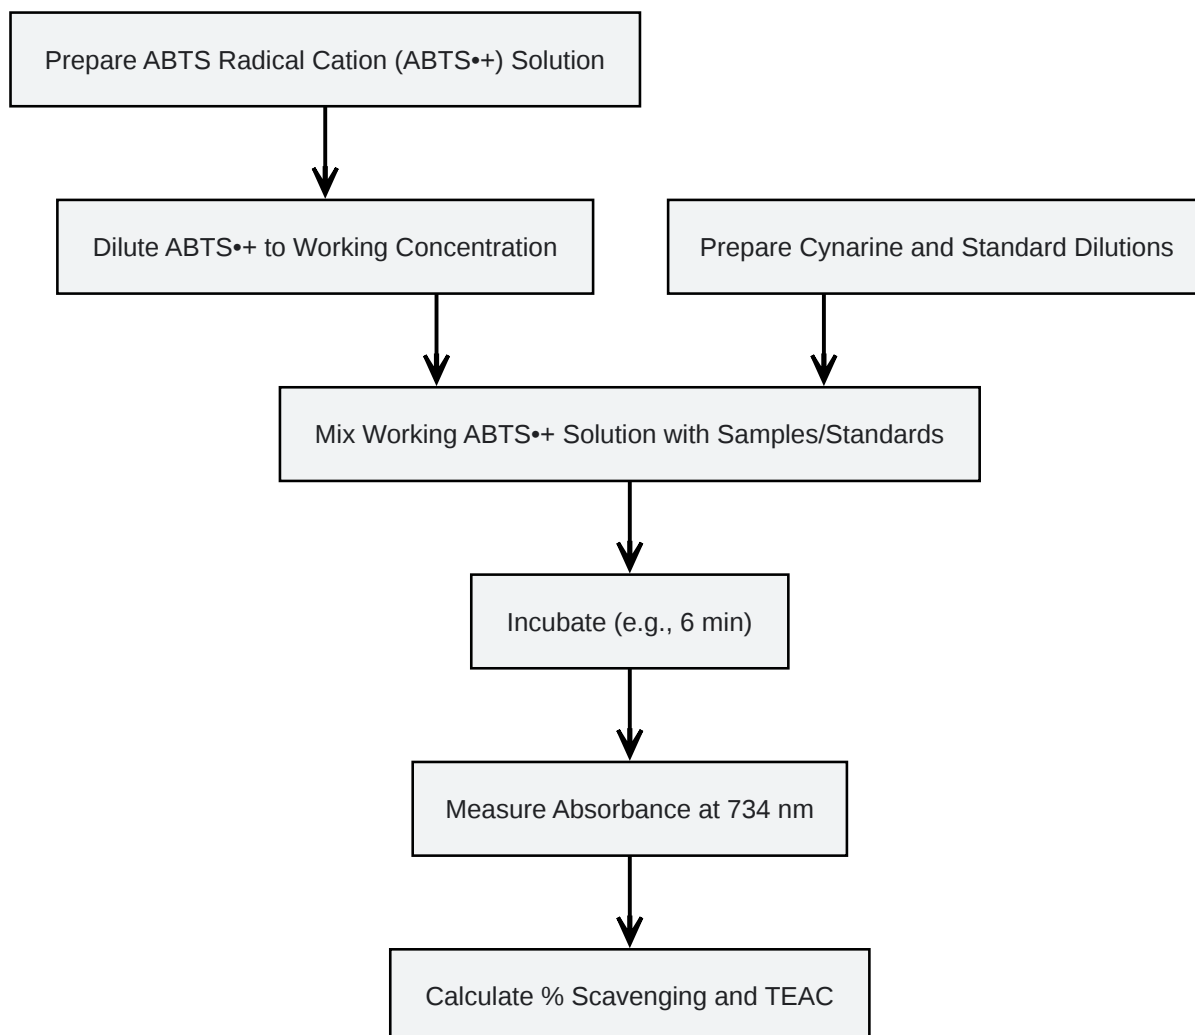 Prepare ABTS Radical Cation (ABTS•+) Solution
Dilute ABTS•+ to Working Concentration
Prepare Cynarine and Standard Dilutions
Mix Working ABTS•+ Solution with Samples/Standards
Incubate (e.g., 6 min)
Measure Absorbance at 734 nm
Calculate % Scavenging and TEAC